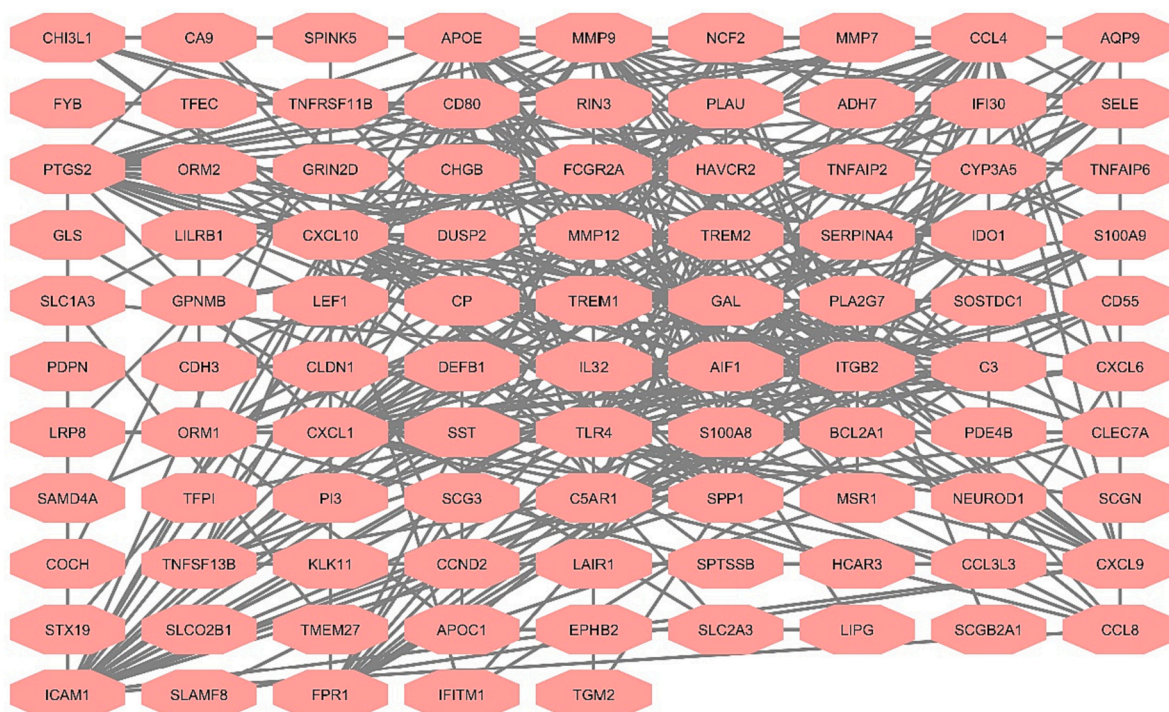 CHI3L1 CA9 SPINK5 APOE MMP9 NCF2 MMP7 CCL4 AQP9
FYB TFEC TNFRSF11B CD80 RIN3 PLAU ADH7 IFI30 SELE
PTGS2 ORM2 GRIN2D CHGB FCGR2A HAVCR2 TNFAIP2 CYP3A5 TNFAIP6
GLS LILRB1 CXCL10 DUSP2 MMP12 TREM2 SERPINA4 IDO1 S100A9
SLC1A3 GPNMB LEF1 CP TREM1 GAL PLA2G7 SOSTDC1 CD55
PDPN CDH3 CLDN1 DEFB1 IL32 AIF1 ITGB2 C3 CXCL6
LRP8 ORM1 CXCL1 SST TLR4 S100A8 BCL2A1 PDE4B CLEC7A
SAMD4A TFPI PI3 SCG3 C5AR1 SPP1 MSR1 NEUROD1 SCGN
COCH TNFSF13B KLK11 CCND2 LAIR1 SPTSSB HCAR3 CCL3L3 CXCL9
STX19 SLCO2B1 TMEM27 APOC1 EPHB2 SLC2A3 LIPG SCGB2A1 CCL8
ICAM1 SLAMF8 FPR1 IFITM1 TGM2